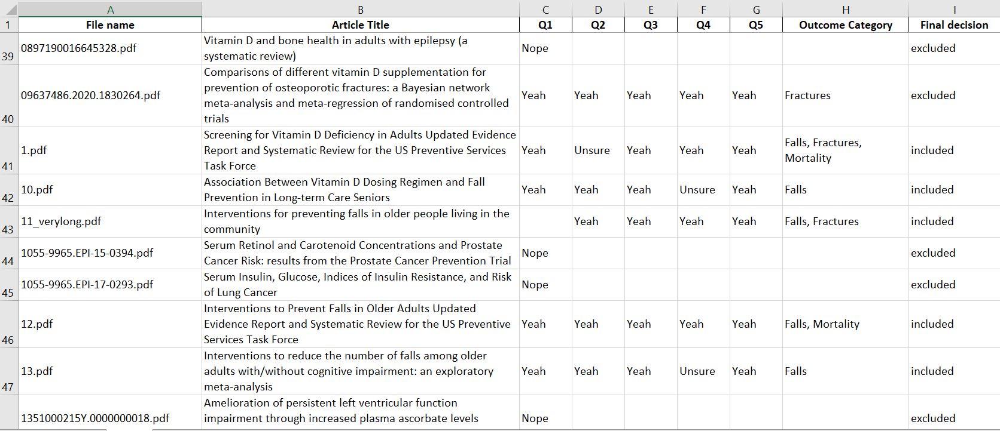 A B C D E F G H I
1 File name Article Title Q1 Q2 Q3 Q4 Q5 Outcome Category Final decision
39 0897190016645328.pdf Vitamin D and bone health in adults with epilepsy (a
systematic review) Nope excluded
40 09637486.2020.1830264.pdf Comparisons of different vitamin D supplementation for
prevention of osteoporotic fractures: a Bayesian network
meta-analysis and meta-regression of randomised controlled
trials Yeah Yeah Yeah Yeah Yeah Fractures excluded
41 1.pdf Screening for Vitamin D Deficiency in Adults Updated Evidence
Report and Systematic Review for the US Preventive Services
Task Force Yeah Unsure Yeah Yeah Yeah Falls, Fractures,
Mortality included
42 10.pdf Association Between Vitamin D Dosing Regimen and Fall
Prevention in Long-term Care Seniors Yeah Yeah Yeah Unsure Yeah Falls included
43 11_verylong.pdf Interventions for preventing falls in older people living in the
community Yeah Yeah Yeah Yeah Falls, Fractures included
44 1055-9965.EPI-15-0394.pdf Serum Retinol and Carotenoid Concentrations and Prostate
Cancer Risk: results from the Prostate Cancer Prevention Trial Nope excluded
45 1055-9965.EPI-17-0293.pdf Serum Insulin, Glucose, Indices of Insulin Resistance, and Risk
of Lung Cancer Nope excluded
46 12.pdf Interventions to Prevent Falls in Older Adults Updated
Evidence Report and Systematic Review for the US Preventive
Services Task Force Yeah Yeah Yeah Yeah Yeah Falls, Mortality included
47 13.pdf Interventions to reduce the number of falls among older
adults with/without cognitive impairment: an exploratory
meta-analysis Yeah Yeah Yeah Unsure Yeah Falls included
1351000215Y.0000000018.pdf Amelioration of persistent left ventricular function
impairment through increased plasma ascorbate levels Nope excluded